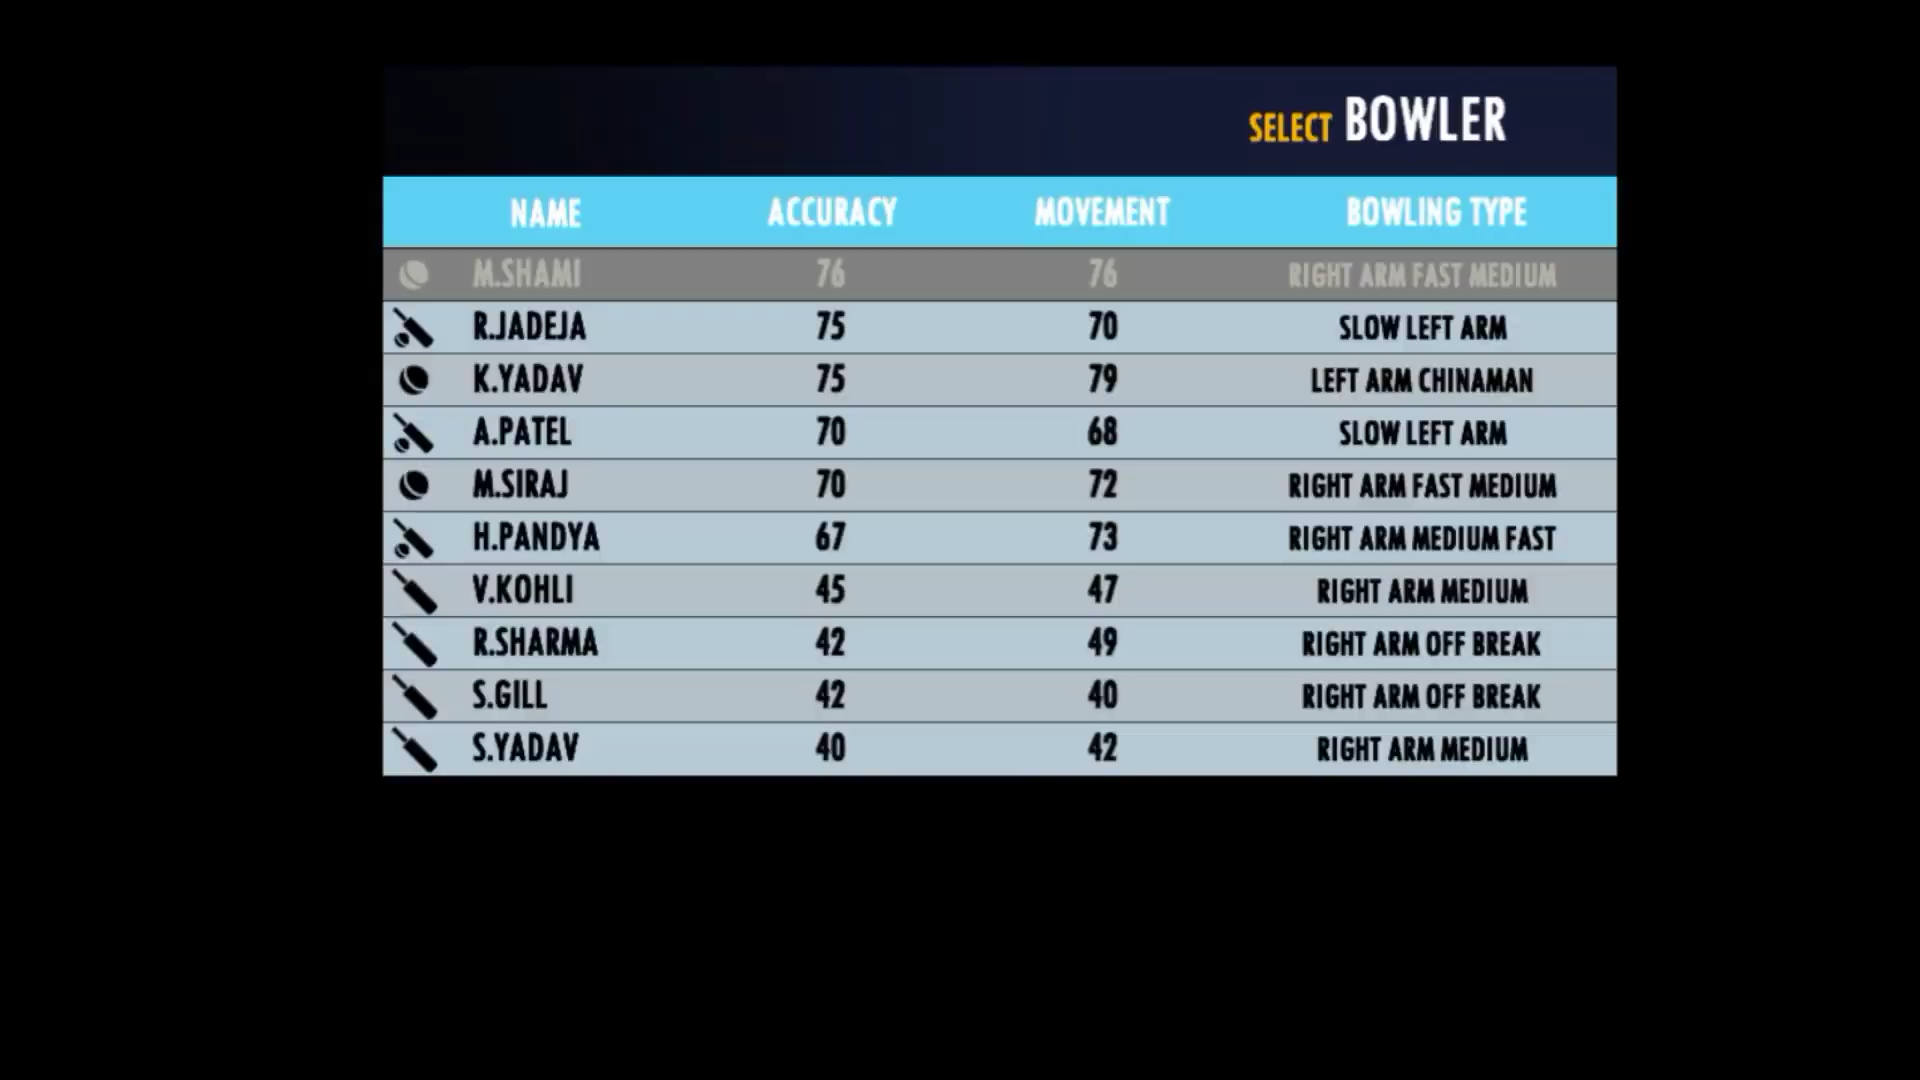 SELECT BOWLER
NAME ACCURACY MOVEMENT BOWLING TYPE
M.SHAMI 76 76 RIGHT ARM FAST MEDIUM
R.JADEJA 75 70 SLOW LEFT ARM
K.YADAV 75 79 LEFT ARM CHINAMAN
A.PATEL 70 68 SLOW LEFT ARM
M.SIRAJ 70 72 RIGHT ARM FAST MEDIUM
H.PANDYA 67 73 RIGHT ARM MEDIUM FAST
V.KOHLI 45 47 RIGHT ARM MEDIUM
R.SHARMA 42 49 RIGHT ARM OFF BREAK
S.GILL 42 40 RIGHT ARM OFF BREAK
S.YADAV 40 42 RIGHT ARM MEDIUM